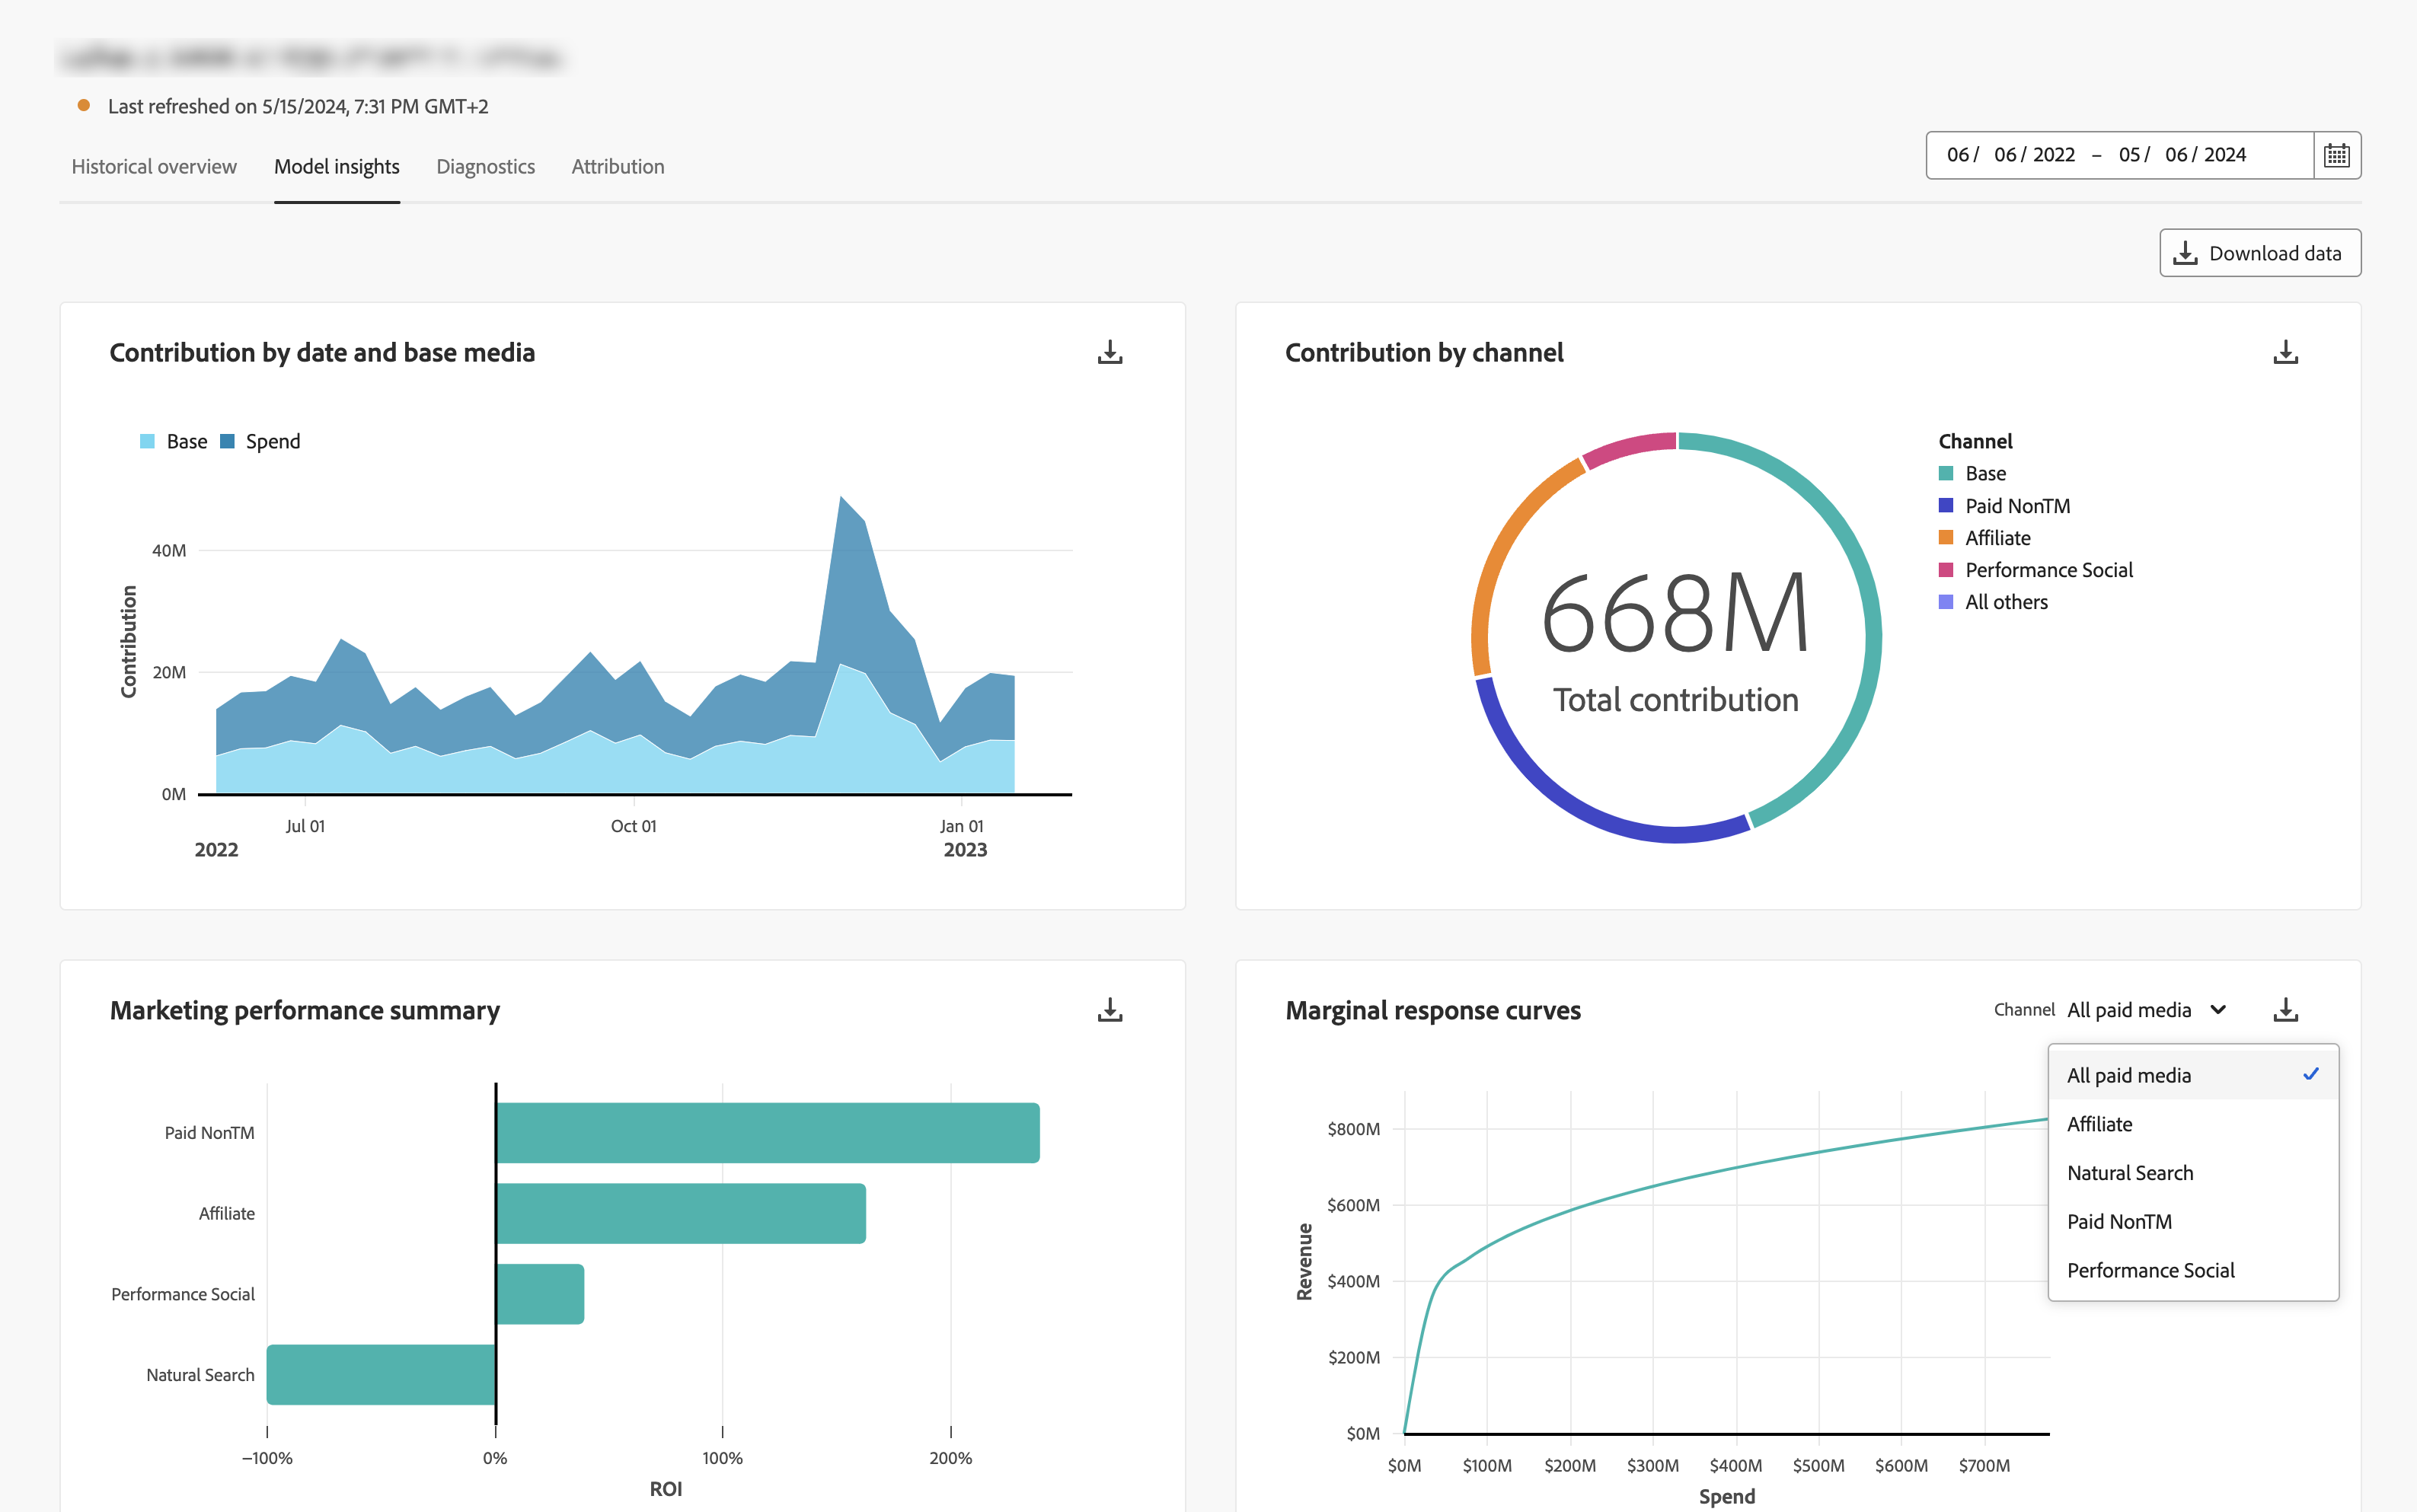 Last refreshed on 5/15/2024, 7:31 PM GMT+2
Historical overview Model insights Diagnostics Attribution
06 / 06 / 2022 – 05 / 06 / 2024
Download data
Contribution by date and base media
Base Spend
Contribution
40M
20M
0M
Jul 01 Oct 01 Jan 01
2022 2023
Contribution by channel
668M
Total contribution
Channel
Base
Paid NonTM
Affiliate
Performance Social
All others
Marketing performance summary
Paid NonTM
Affiliate
Performance Social
Natural Search
−100% 0% 100% 200%
ROI
Marginal response curves
Channel All paid media
All paid media
Affiliate
Natural Search
Paid NonTM
Performance Social
Revenue
$800M
$600M
$400M
$200M
$0M
$0M $100M $200M $300M $400M $500M $600M $700M
Spend